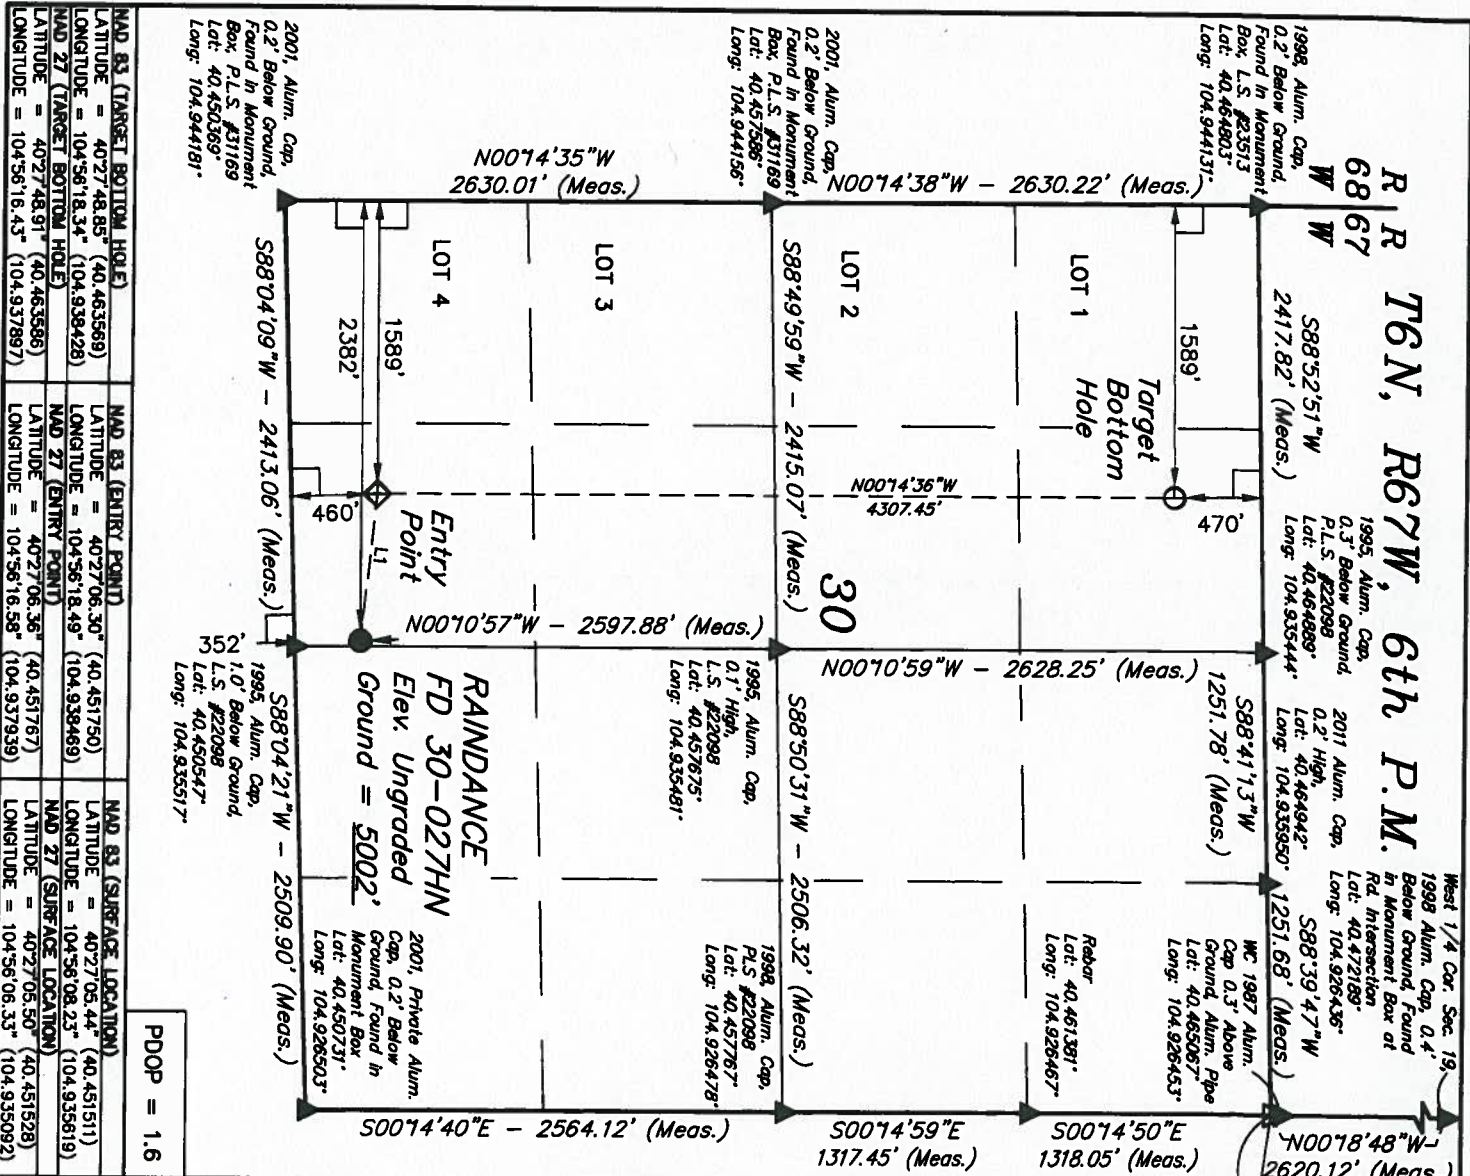 T6N, R67W, 6th P.M.
R R
68 67
W W
West 1/4 Cor. Sec. 19,
1998 Alum. Cap, 0.4'
Below Ground, Found
in Monument Box at
Rd. Intersection
Lat: 40.472189°
Long: 104.926436°
1998, Alum. Cap,
0.2' Below Ground,
Found in Monument
Box, L.S. #23513
Lat: 40.464803°
Long: 104.944131°
S88°52'51"W
2417.82' (Meas.)
1995, Alum. Cap,
0.3' Below Ground,
P.L.S. #22098
Lat: 40.464889°
Long: 104.935444°
2011 Alum. Cap,
0.2' High,
Lat: 40.464942°
Long: 104.935950°
S88°41'13"W
1251.78' (Meas.)
S88°39'47"W
1251.68' (Meas.)
WC 1987 Alum.
Cap 0.3' Above
Ground, Alum. Pipe
Lat: 40.465067°
Long: 104.926453°
N00°18'48"W
2620.12' (Meas.)
1589'
470'
Target
Bottom
Hole
LOT 1
Rebar
Lat: 40.461381°
Long: 104.926467°
S00°14'50"E
1318.05' (Meas.)
N00°14'38"W - 2630.22' (Meas.)
N00°14'36"W
4307.45'
N00°10'59"W - 2628.25' (Meas.)
S00°14'59"E
1317.45' (Meas.)
LOT 2
30
2001, Alum. Cap,
0.2' Below Ground,
Found in Monument
Box, P.L.S. #31169
Lat: 40.457586°
Long: 104.944156°
S88°49'59"W - 2415.07' (Meas.)
S88°50'31"W - 2506.32' (Meas.)
1995, Alum. Cap,
0.1' High,
L.S. #22098
Lat: 40.457675°
Long: 104.935481°
1998, Alum. Cap,
PLS #22098
Lat: 40.457767°
Long: 104.926478°
LOT 3
N00°14'35"W
2630.01' (Meas.)
N00°10'57"W - 2597.88' (Meas.)
S00°14'40"E - 2564.12' (Meas.)
LOT 4
1589'
2382'
Entry
Point
L1
460'
352'
RAINDANCE
FD 30-027HN
Elev. Ungraded
Ground = 5002'
2001, Alum. Cap,
0.2' Below Ground,
Found in Monument
Box, P.L.S. #31169
Lat: 40.450369°
Long: 104.944181°
S88°04'09"W - 2413.06' (Meas.)
S88°04'21"W - 2509.90' (Meas.)
1995, Alum. Cap,
1.0' Below Ground,
L.S. #22098
Lat: 40.450547°
Long: 104.935517°
2001, Private Alum.
Cap, 0.2' Below
Ground, Found in
Monument Box
Lat: 40.450731°
Long: 104.926503°
PDOP = 1.6
NAD 83 (TARGET BOTTOM HOLE)
LATITUDE = 40°27'48.85" (40.463569)
LONGITUDE = 104°56'18.34" (104.938428)
NAD 27 (TARGET BOTTOM HOLE)
LATITUDE = 40°27'48.91" (40.463586)
LONGITUDE = 104°56'16.43" (104.937897)
NAD 83 (ENTRY POINT)
LATITUDE = 40°27'06.30" (40.451750)
LONGITUDE = 104°56'18.49" (104.938469)
NAD 27 (ENTRY POINT)
LATITUDE = 40°27'06.36" (40.451767)
LONGITUDE = 104°56'16.58" (104.937939)
NAD 83 (SURFACE LOCATION)
LATITUDE = 40°27'05.44" (40.451511)
LONGITUDE = 104°56'08.23" (104.935619)
NAD 27 (SURFACE LOCATION)
LATITUDE = 40°27'05.50" (40.451528)
LONGITUDE = 104°56'06.33" (104.935092)